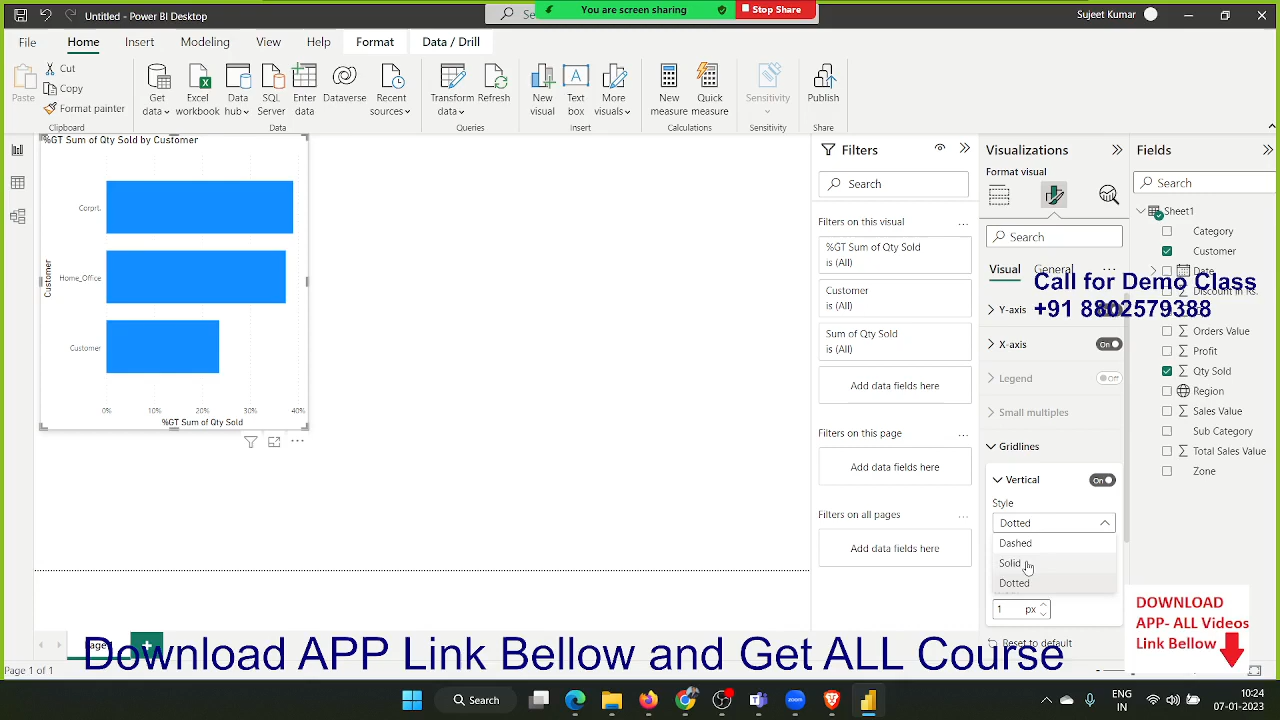 Untitled - Power BI Desktop
Se
You are screen sharing
Stop Share
Sujeet Kumar
File
Home
Insert
Modeling
View
Help
Format
Data / Drill
Paste
Cut
Copy
Format painter
Get data
Excel workbook
Data hub
SQL Server
Enter data
Dataverse
Recent sources
Transform data
Refresh
New visual
Text box
More visuals
New measure
Quick measure
Sensitivity
Publish
Clipboard
Data
Queries
Insert
Calculations
Sensitivity
Share
%GT Sum of Qty Sold by Customer
Customer
Corprt.
Home_Office
Customer
0%
10%
20%
30%
40%
%GT Sum of Qty Sold
Filters
Search
Filters on this visual
%GT Sum of Qty Sold
is (All)
Customer
is (All)
Sum of Qty Sold
is (All)
Add data fields here
Filters on this page
Add data fields here
Filters on all pages
Add data fields here
Visualizations
Format visual
Search
Visual
General
Y-axis
X-axis
On
Legend
Off
Small multiples
Gridlines
Vertical
On
Style
Dotted
Dashed
Solid
Dotted
1 px
Reset to default
Fields
Search
Sheet1
Category
Customer
Date
Discount in Rs.
Orders Value
Profit
Qty Sold
Region
Sales Value
Sub Category
Total Sales Value
Zone
Call for Demo Class
+91 8802579388
DOWNLOAD
APP- ALL Videos
Link Bellow
Download APP Link Bellow and Get ALL Course
Page 1 of 1
Search
zoom
ENG
IN
10:24
07-01-2023